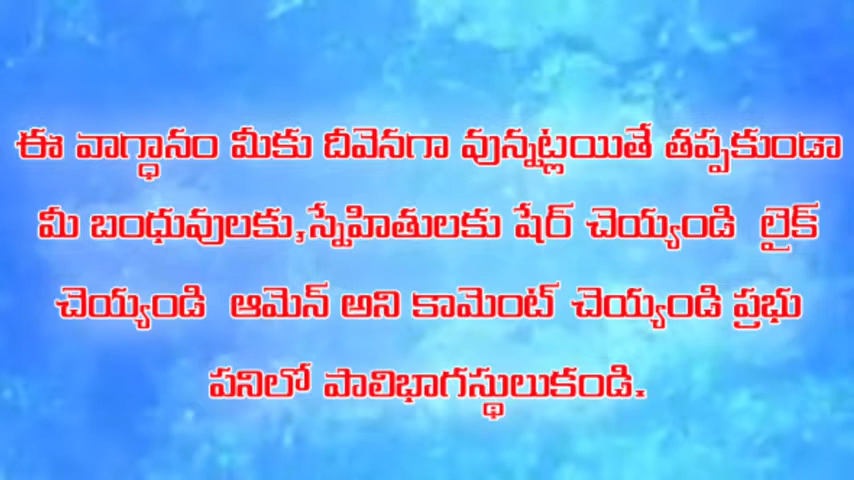 ఈ వాగ్ధానం మీకు దీవెనగా వున్నట్లయితే తప్పకుండా
మీ బంధువులకు,స్నేహితులకు షేర్ చెయ్యండి లైక్
చెయ్యండి ఆమెన్ అని కామెంట్ చెయ్యండి ప్రభు
పనిలో పాలిభాగస్థులుకండి.